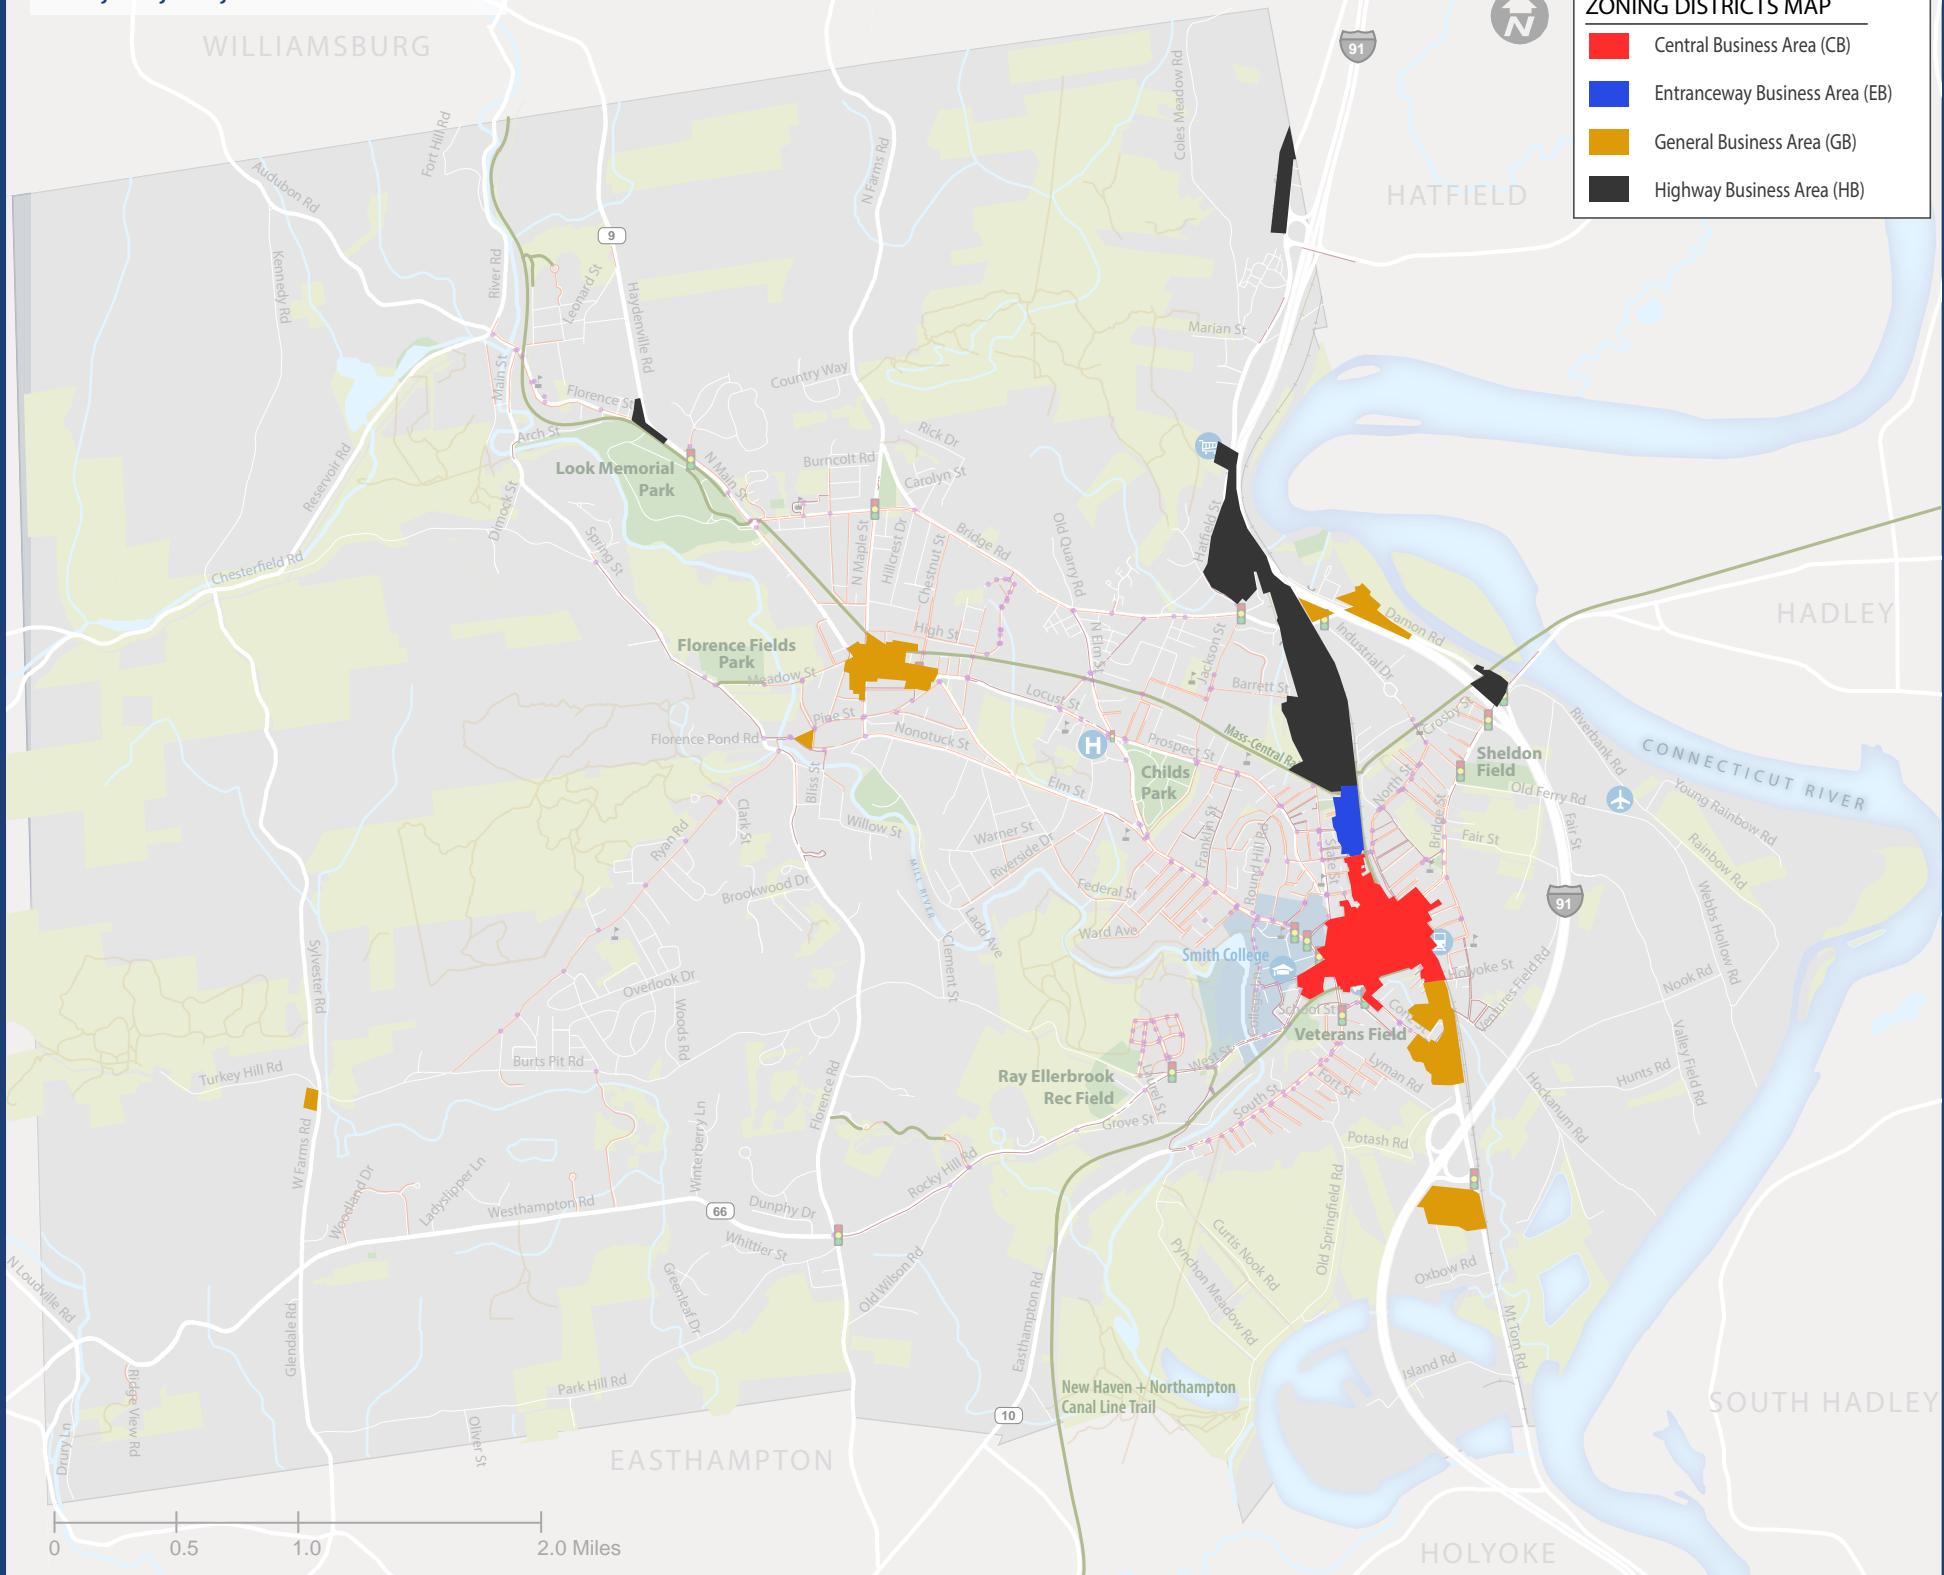 ZONING DISTRICTS MAP
Central Business Area (CB)
Entranceway Business Area (EB)
General Business Area (GB)
Highway Business Area (HB)
N
WILLIAMSBURG
HATFIELD
HADLEY
SOUTH HADLEY
HOLYOKE
EASTHAMPTON
91
Coles Meadow Rd
Fort Hill Rd
Audubon Rd
N Farms Rd
9
Kennedy Rd
River Rd
Leonard St
Haydenville Rd
Marian St
Main St
Florence St
Country Way
Arch St
Rick Dr
Look Memorial
Park
N Main St
Burncolt Rd
Carolyn St
Reservoir Rd
Dimock St
Spring St
N Maple St
Hillcrest Dr
Chestnut St
Bridge Rd
Old Quarry Rd
Hatfield St
Chesterfield Rd
Damon Rd
Industrial Dr
High St
N Elm St
Jackson St
Florence Fields
Park
Meadow St
Locust St
Barrett St
Pine St
Nonotuck St
Florence Pond Rd
H
Prospect St
Mass-Central Ra
Crosby St
Sheldon
Field
Riverbank Rd
CONNECTICUT RIVER
Childs
Park
Elm St
Bliss St
North St
Old Ferry Rd
Young Rainbow Rd
Clark St
Willow St
Warner St
Riverside Dr
Franklin St
Round Hill Rd
State St
Bridge St
Fair St
Fair St
Rainbow Rd
Ryan Rd
MILL RIVER
Brookwood Dr
Federal St
91
Webbs Hollow Rd
Ladd Ave
Ward Ave
Smith College
Sylvester Rd
Clement St
Holyoke St
Ventures Field Rd
Nook Rd
Overlook Dr
Woods Rd
College Ln
School St
Conz St
Veterans Field
Valley Field Rd
Turkey Hill Rd
Burts Pit Rd
Florence Rd
Ray Ellerbrook
Rec Field
West St
Lyman Rd
Fort St
Hunts Rd
Hockanum Rd
South St
Grove St
Potash Rd
W Farms Rd
Woodland Dr
Ladyslipper Ln
Winterberry Ln
Rocky Hill Rd
Westhampton Rd
66
Dunphy Dr
Whittier St
Old Wilson Rd
Curtis Nook Rd
Pynchon Meadow Rd
Old Springfield Rd
Oxbow Rd
N Loudville Rd
Glendale Rd
Greenleaf Dr
Easthampton Rd
Mt Tom Rd
Island Rd
Ridge View Rd
Park Hill Rd
New Haven + Northampton
Canal Line Trail
10
Drury Ln
Oliver St
0
0.5
1.0
2.0 Miles